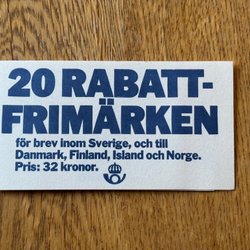 20 RABATT-
FRIMÄRKEN
för brev inom Sverige, och till
Danmark, Finland, Island och Norge.
Pris: 32 kronor.